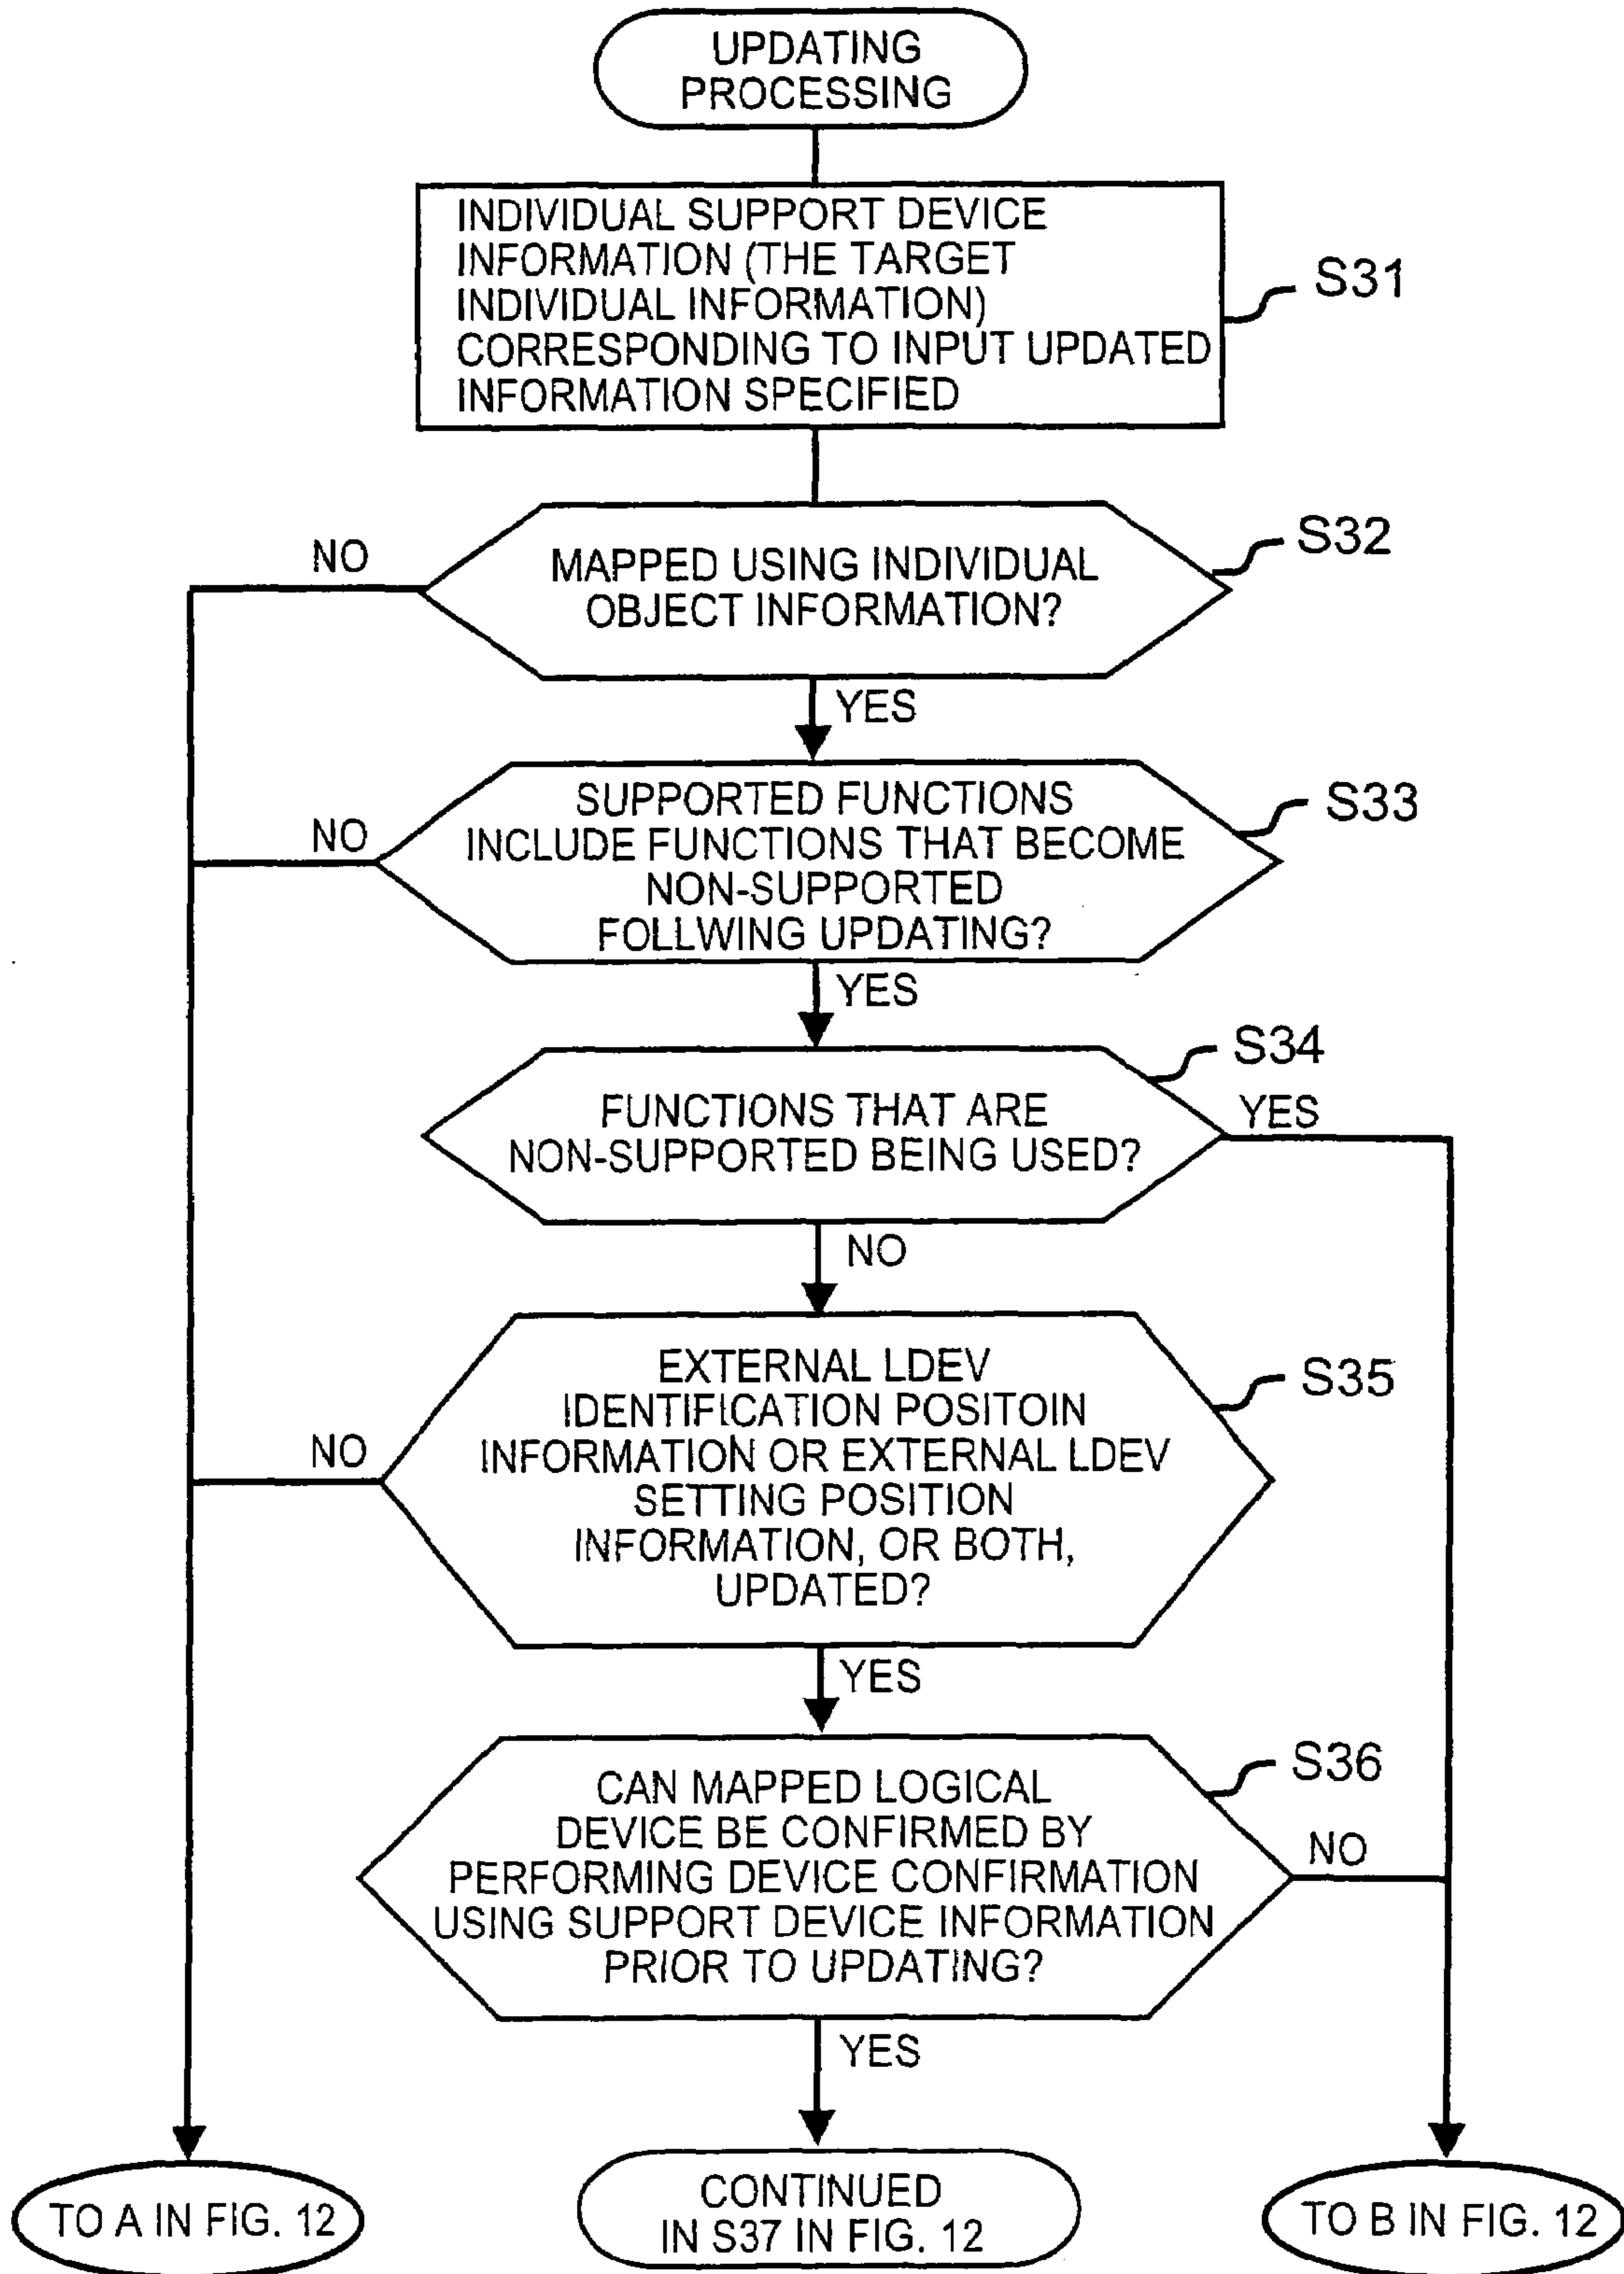 UPDATING
PROCESSING
INDIVIDUAL SUPPORT DEVICE
INFORMATION (THE TARGET
INDIVIDUAL INFORMATION)
CORRESPONDING TO INPUT UPDATED
INFORMATION SPECIFIED
S31
S32
NO
MAPPED USING INDIVIDUAL
OBJECT INFORMATION?
YES
S33
NO
SUPPORTED FUNCTIONS
INCLUDE FUNCTIONS THAT BECOME
NON-SUPPORTED
FOLLWING UPDATING?
YES
S34
FUNCTIONS THAT ARE
NON-SUPPORTED BEING USED?
YES
NO
S35
NO
EXTERNAL LDEV
IDENTIFICATION POSITOIN
INFORMATION OR EXTERNAL LDEV
SETTING POSITION
INFORMATION, OR BOTH,
UPDATED?
YES
S36
CAN MAPPED LOGICAL
DEVICE BE CONFIRMED BY
PERFORMING DEVICE CONFIRMATION
USING SUPPORT DEVICE INFORMATION
PRIOR TO UPDATING?
NO
YES
TO A IN FIG. 12
CONTINUED
IN S37 IN FIG. 12
TO B IN FIG. 12